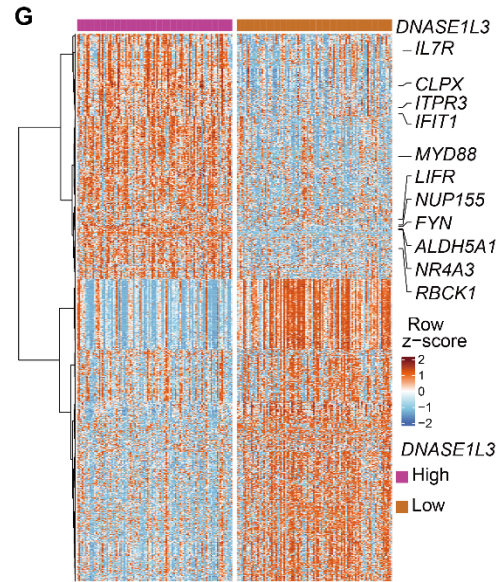 G
DNASE1L3
IL7R
CLPX
ITPR3
IFIT1
MYD88
LIFR
NUP155
FYN
ALDH5A1
NR4A3
RBCK1
Row
z-score
2
1
0
−1
−2
DNASE1L3
High
Low